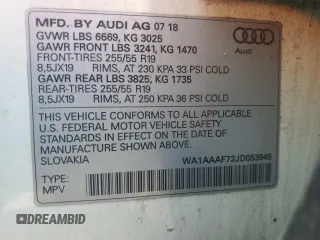 MFD. BY AUDI AG 07 18
GVWR LBS 6669, KG 3025
GAWR FRONT LBS 3241, KG 1470
FRONT-TIRES 255/55 R19
8,5JX19 RIMS, AT 230 KPA 33 PSI COLD
GAWR REAR LBS 3825, KG 1735
REAR-TIRES 255/55 R19
8,5JX19 RIMS, AT 250 KPA 36 PSI COLD
Audi
THIS VEHICLE CONFORMS TO ALL APPLICABLE
U.S. FEDERAL MOTOR VEHICLE SAFETY
STANDARDS IN EFFECT ON THE DATE OF
MANUFACTURE SHOWN ABOVE.
SLOVAKIA WA1AAAF72JD053945
TYPE:
MPV
DREAMBID